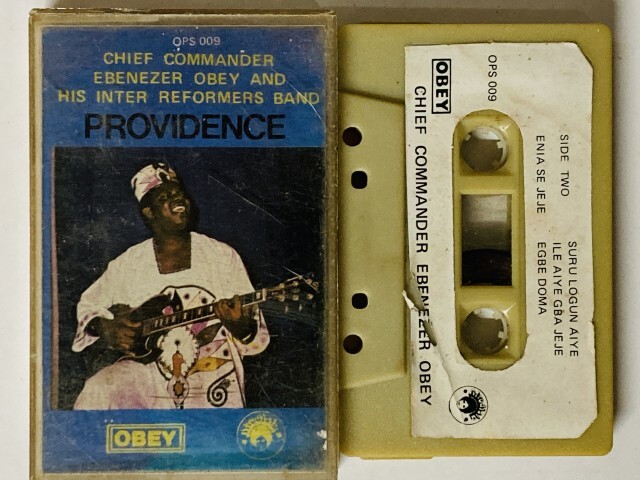 OPS 009
CHIEF COMMANDER
EBENEZER OBEY AND
HIS INTER REFORMERS BAND
PROVIDENCE
OBEY
OBEY
CHIEF COMMANDER EBENEZER OBEY
OPS 009
SIDE TWO
ENIA SE JEJE
SURU LOGUN AIYE
ILE AIYE GBA JEJE
EGBE DOMA